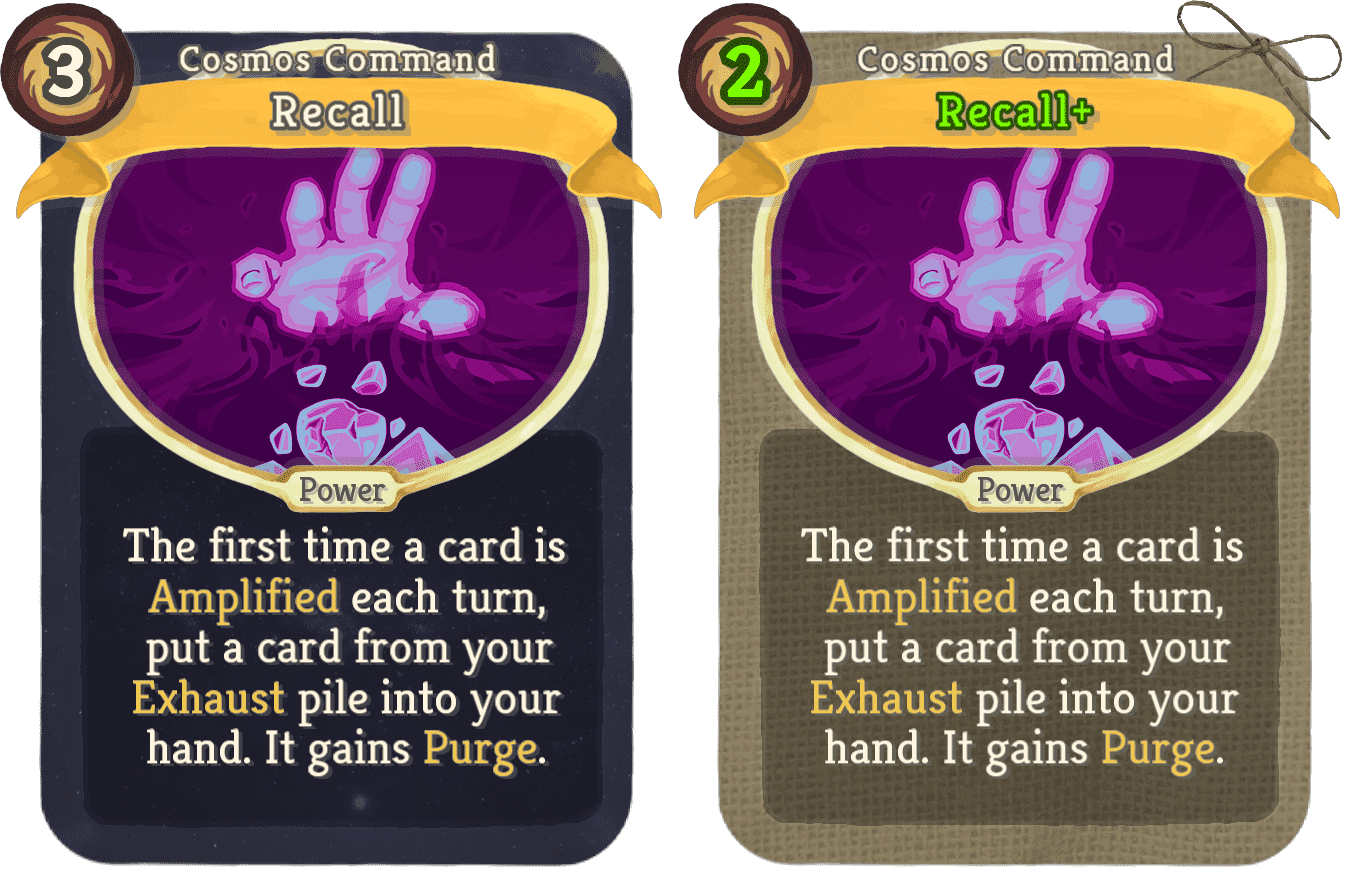 3
Cosmos Command
Recall
Power
The first time a card is
Amplified each turn,
put a card from your
Exhaust pile into your
hand. It gains Purge.
2
Cosmos Command
Recall+
Power
The first time a card is
Amplified each turn,
put a card from your
Exhaust pile into your
hand. It gains Purge.